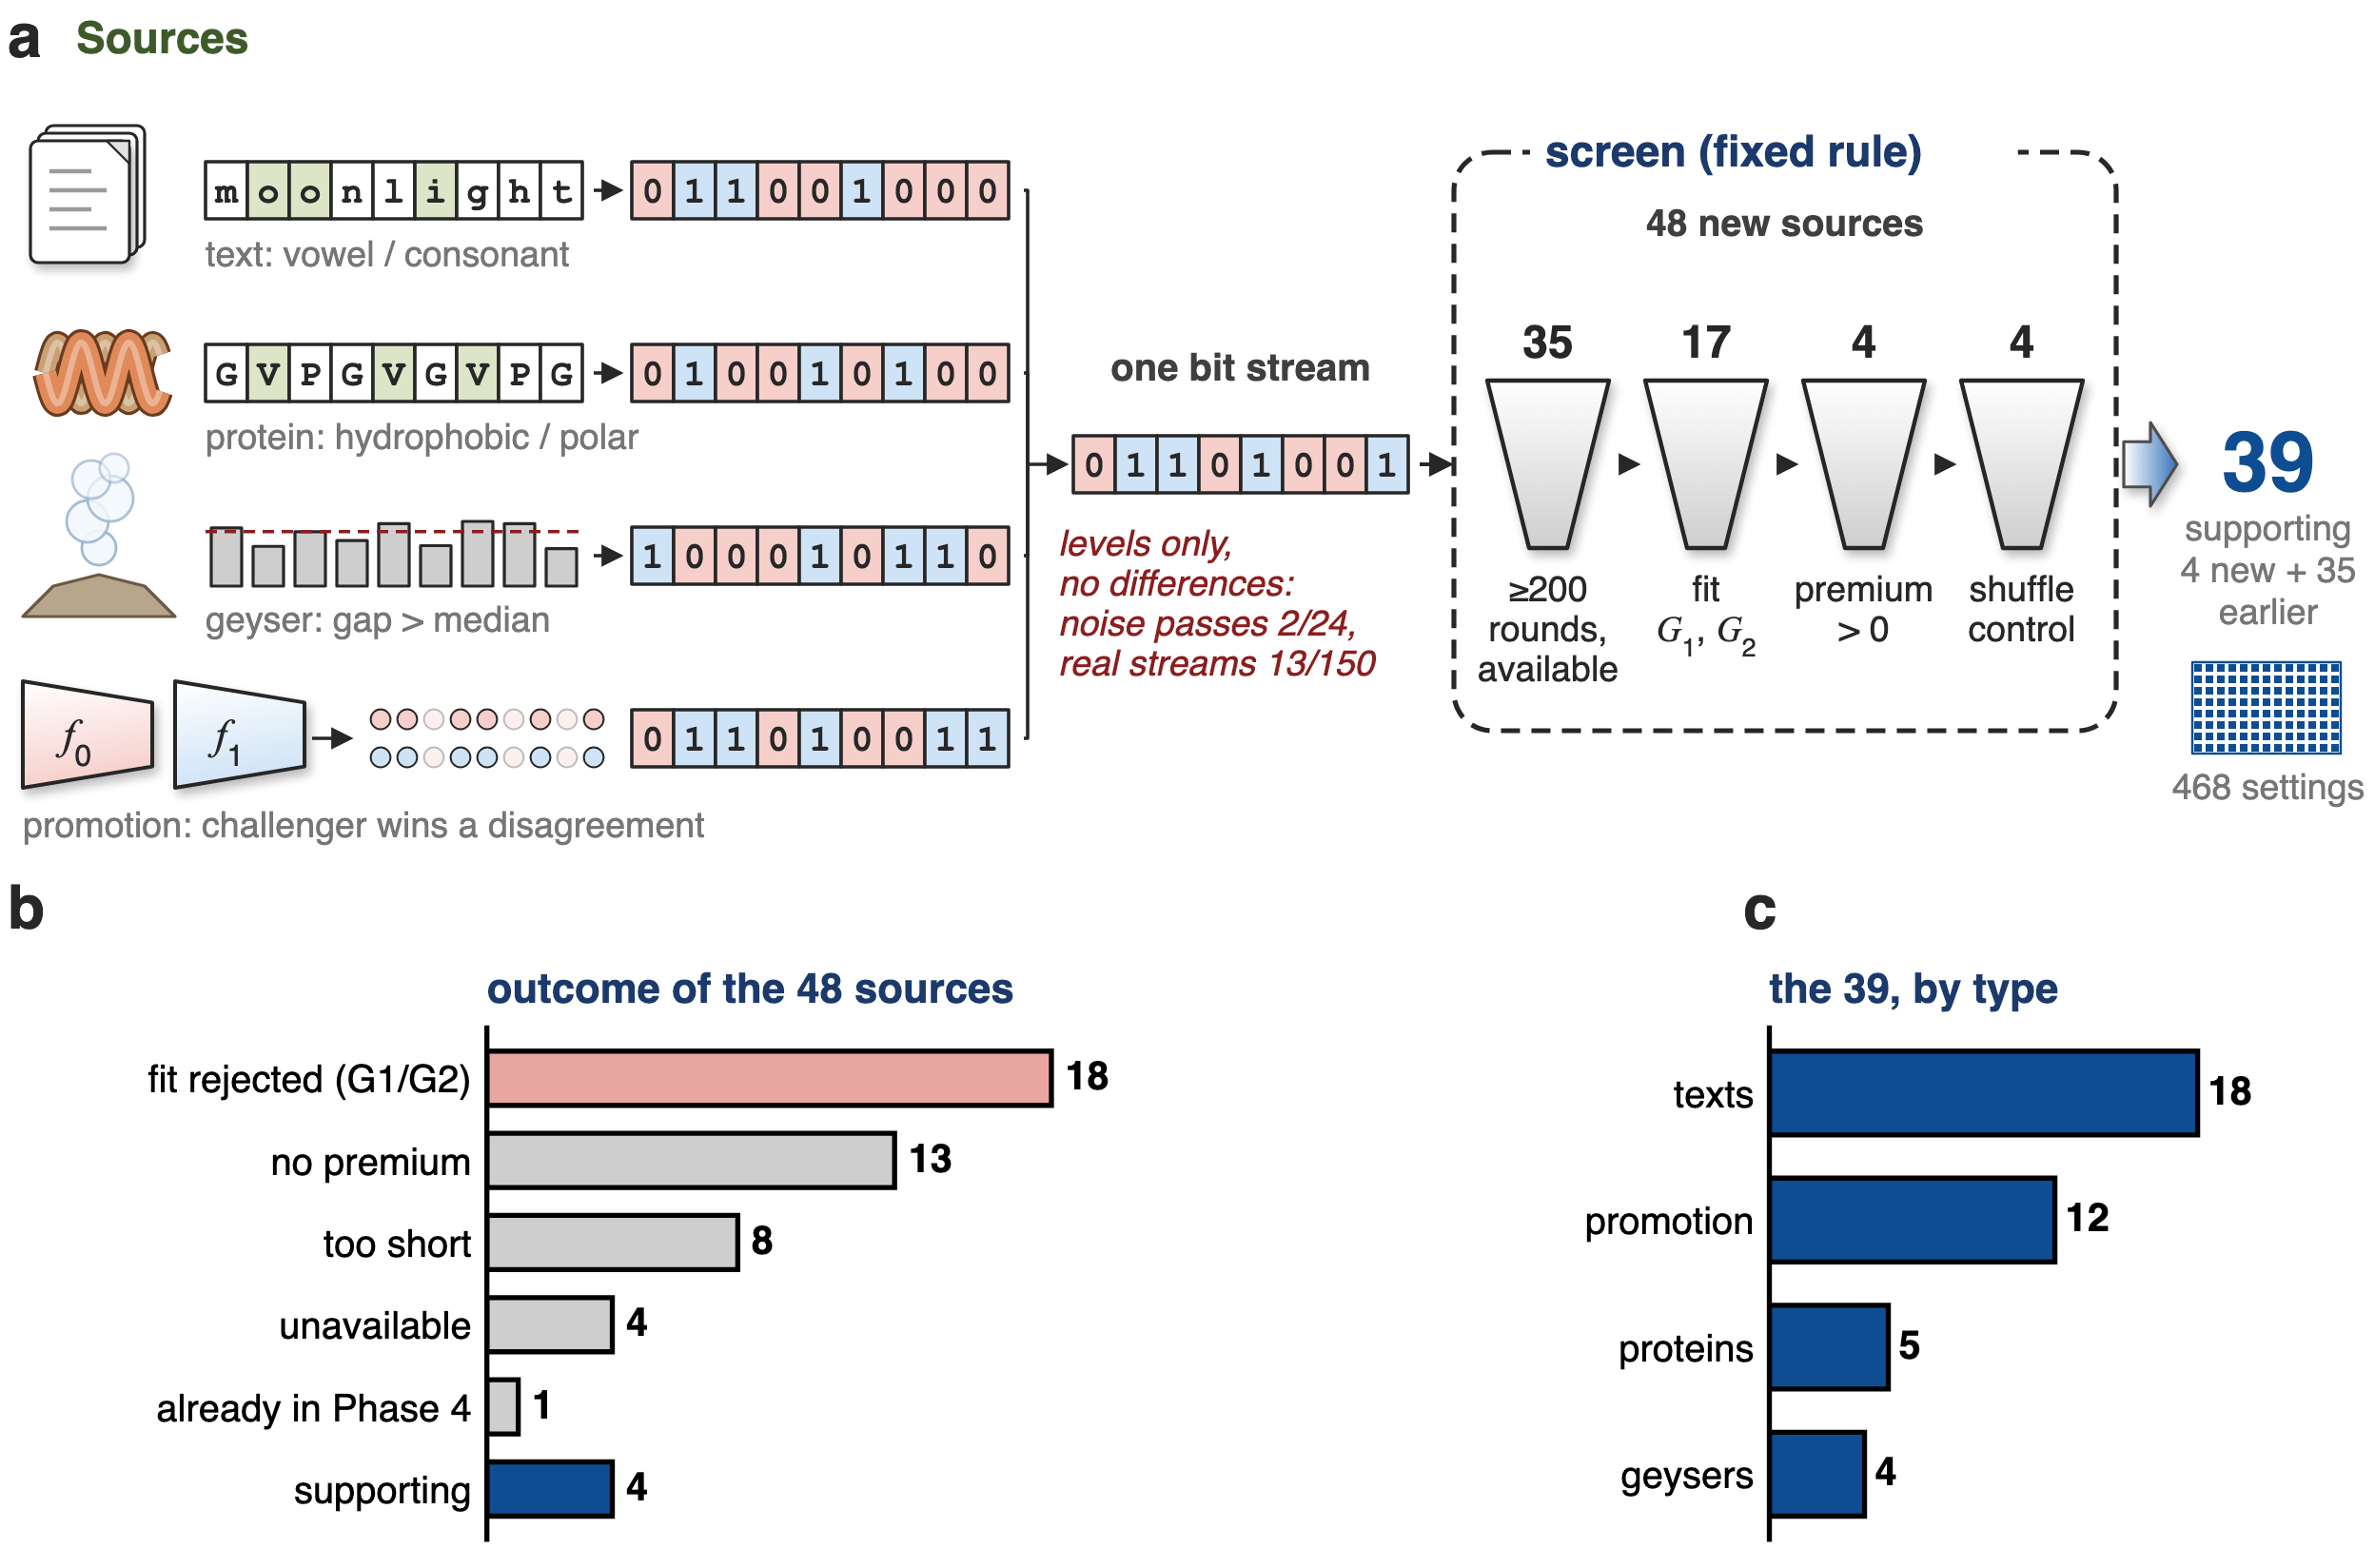 a Sources
m o o n l i g h t
0 1 1 0 0 1 0 0 0
text: vowel / consonant
G V P G V G V P G
0 1 0 0 1 0 1 0 0
protein: hydrophobic / polar
1 0 0 0 1 0 1 1 0
geyser: gap > median
f0
f1
0 1 1 0 1 0 0 1 1
promotion: challenger wins a disagreement
one bit stream
0 1 1 0 1 0 0 1
levels only,
no differences:
noise passes 2/24,
real streams 13/150
screen (fixed rule)
48 new sources
35
≥200
rounds,
available
17
fit
G1, G2
4
premium
> 0
4
shuffle
control
39
supporting
4 new + 35
earlier
468 settings
b
outcome of the 48 sources
fit rejected (G1/G2) 18
no premium 13
too short 8
unavailable 4
already in Phase 4 1
supporting 4
c
the 39, by type
texts 18
promotion 12
proteins 5
geysers 4